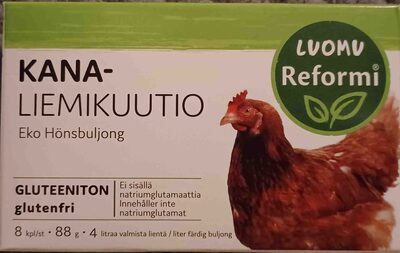 LUOMU
Reformi®
KANA-
LIEMIKUUTIO
Eko Hönsbuljong
GLUTEENITON
glutenfri
Ei sisällä
natriumglutamaattia
Innehåller inte
natriumglutamat
8 kpl/st • 88 g • 4 litraa valmista lientä / liter färdig buljong